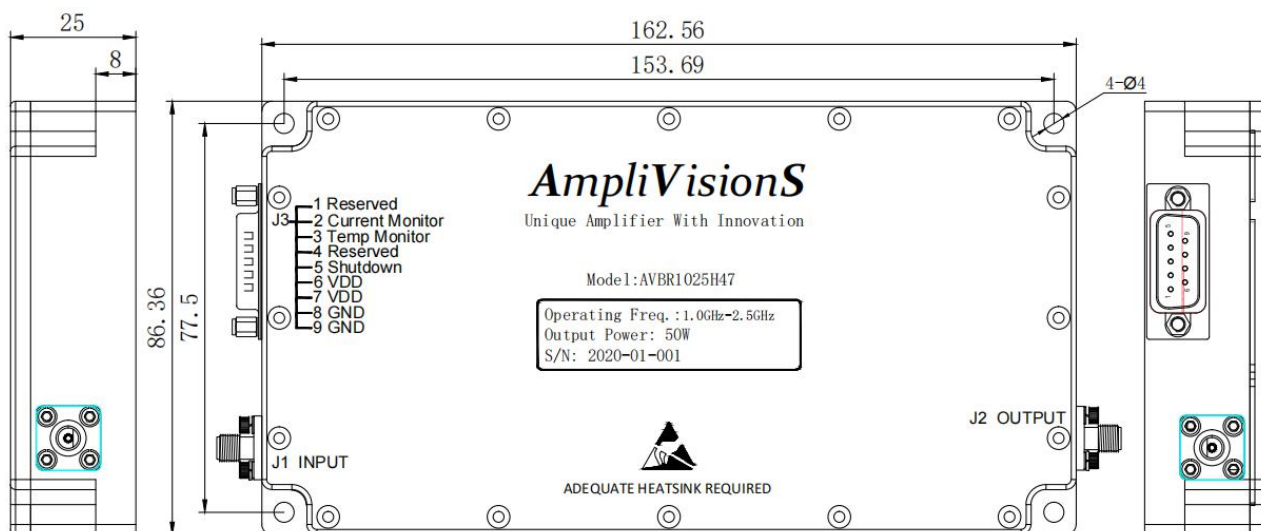 25
8
162.56
153.69
4-Ø4
86.36
77.5
AmpliVisionS
Unique Amplifier With Innovation
J3
1 Reserved
2 Current Monitor
3 Temp Monitor
4 Reserved
5 Shutdown
6 VDD
7 VDD
8 GND
9 GND
Model:AVBR1025H47
Operating Freq.:1.0GHz-2.5GHz
Output Power: 50W
S/N: 2020-01-001
J1 INPUT
J2 OUTPUT
ADEQUATE HEATSINK REQUIRED